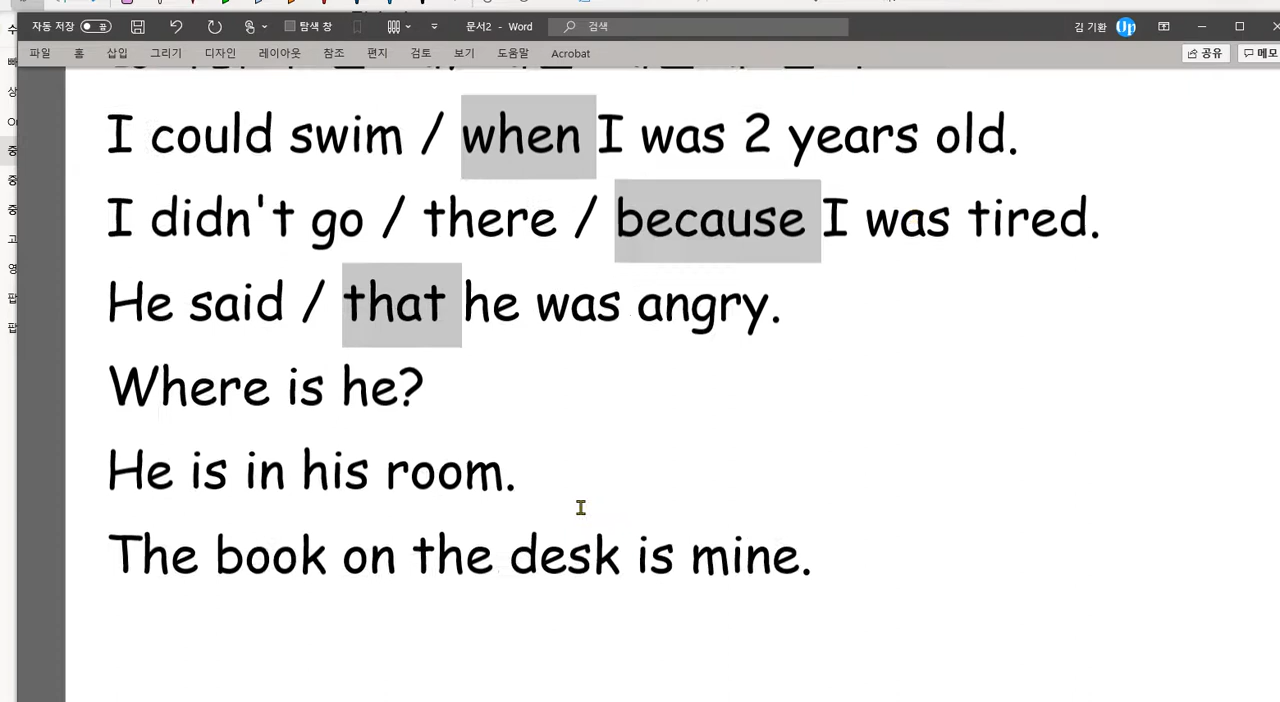 자동 저장 끔 탐색 창 문서2 - Word 검색 김 기환
파일 홈 삽입 그리기 디자인 레이아웃 참조 편지 검토 보기 도움말 Acrobat 공유 메모
I could swim / when I was 2 years old.
I didn't go / there / because I was tired.
He said / that he was angry.
Where is he?
He is in his room.
The book on the desk is mine.